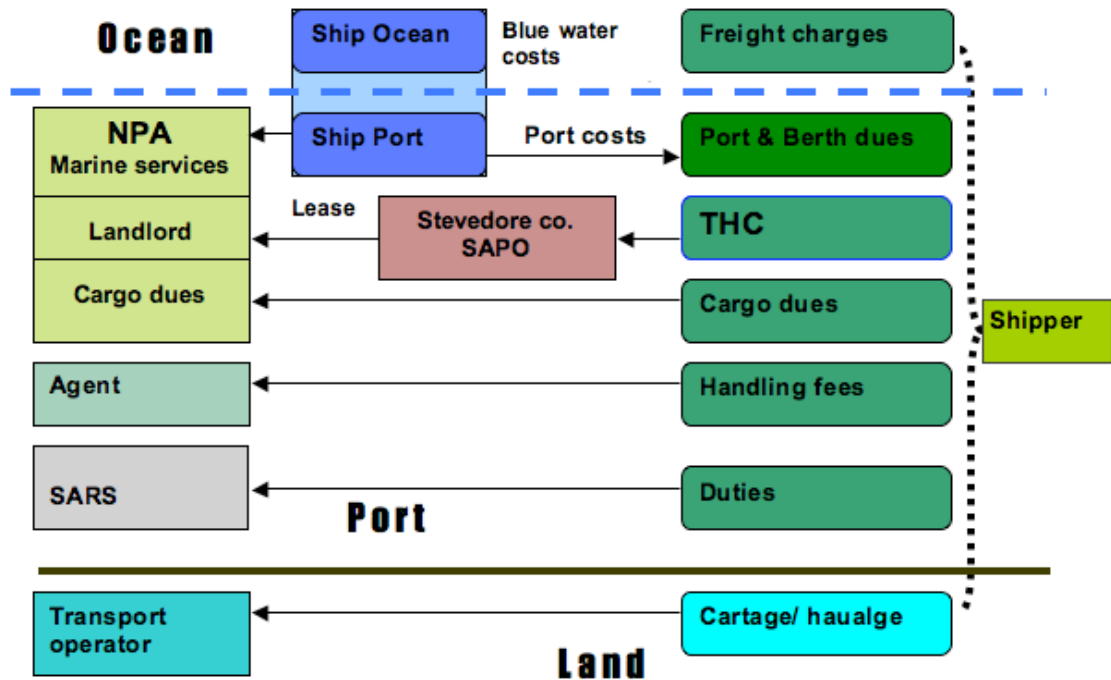 Ocean
Ship Ocean
Blue water
costs
Freight charges
NPA
Marine services
Ship Port
Port costs
Port & Berth dues
Landlord
Lease
Stevedore co.
SAPO
THC
Cargo dues
Cargo dues
Shipper
Agent
Handling fees
SARS
Port
Duties
Transport
operator
Cartage/ haualge
Land